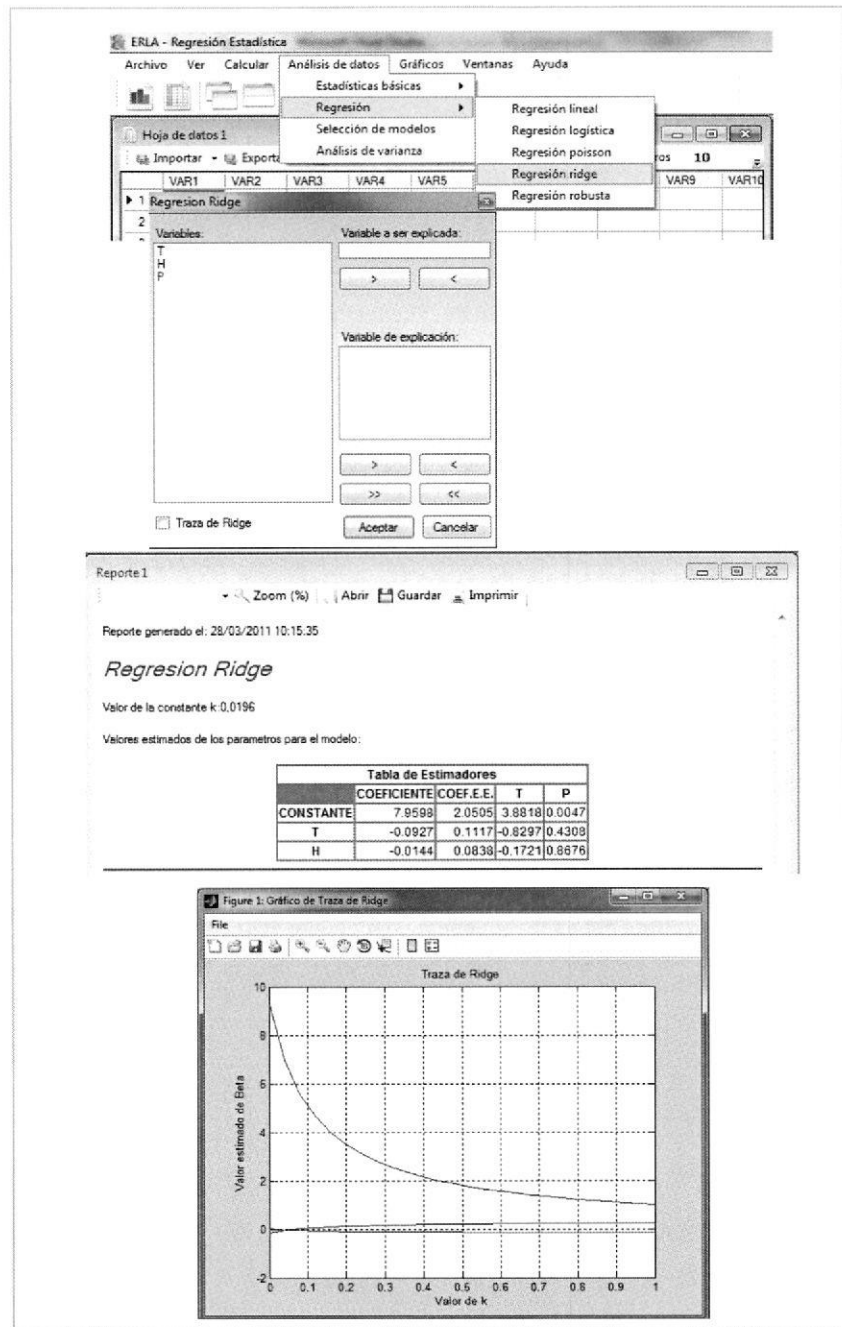 ERLA - Regresión Estadística
Archivo Ver Calcular Análisis de datos Gráficos Ventanas Ayuda
Estadísticas básicas
Regresión
Selección de modelos
Análisis de varianza
Regresión lineal
Regresión logística
Regresión poisson
Regresión ridge
Regresión robusta
Hoja de datos 1
Importar Exporta ros 10
VAR1 VAR2 VAR3 VAR4 VAR5 VAR9 VAR10
1
2
Regresion Ridge
Variables:
T
H
P
Variable a ser explicada:
> <
Variable de explicación:
> <
>> <<
Traza de Ridge
Aceptar Cancelar
Reporte 1
Zoom (%) Abrir Guardar Imprimir
Reporte generado el: 28/03/2011 10:15:35
Regresion Ridge
Valor de la constante k:0,0196
Valores estimados de los parametros para el modelo:
Tabla de Estimadores
COEFICIENTE COEF.E.E. T P
CONSTANTE 7.9598 2.0505 3.8818 0.0047
T -0.0927 0.1117 -0.8297 0.4308
H -0.0144 0.0838 -0.1721 0.8676
Figure 1: Gráfico de Traza de Ridge
File
Traza de Ridge
Valor estimado de Beta
10
8
6
4
2
0
-2
0 0.1 0.2 0.3 0.4 0.5 0.6 0.7 0.8 0.9 1
Valor de k